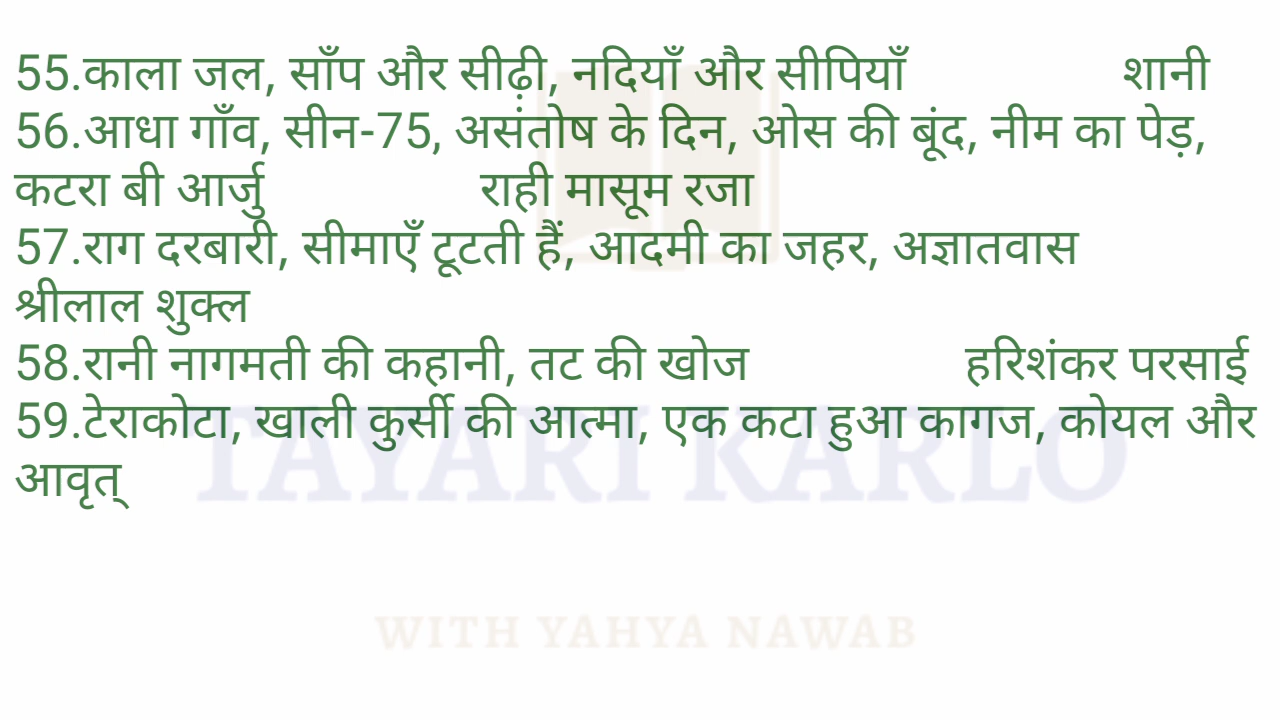 55.काला जल, साँप और सीढ़ी, नदियाँ और सीपियाँ शानी
56.आधा गाँव, सीन-75, असंतोष के दिन, ओस की बूंद, नीम का पेड़,
कटरा बी आर्जु राही मासूम रजा
57.राग दरबारी, सीमाएँ टूटती हैं, आदमी का जहर, अज्ञातवास
श्रीलाल शुक्ल
58.रानी नागमती की कहानी, तट की खोज हरिशंकर परसाई
59.टेराकोटा, खाली कुर्सी की आत्मा, एक कटा हुआ कागज, कोयल और
आवृत्
TAYARI KARLO
WITH YAHYA NAWAB